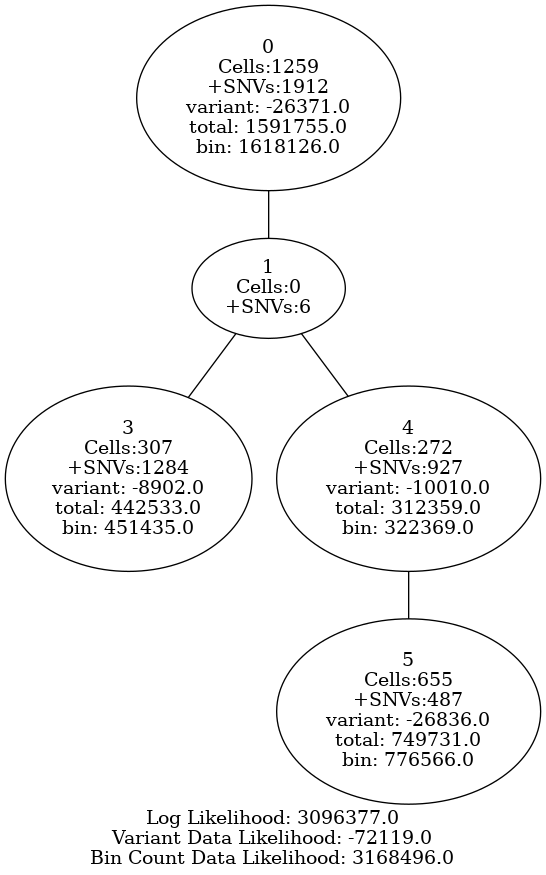 0
Cells:1259
+SNVs:1912
variant: -26371.0
total: 1591755.0
bin: 1618126.0
1
Cells:0
+SNVs:6
3
Cells:307
+SNVs:1284
variant: -8902.0
total: 442533.0
bin: 451435.0
4
Cells:272
+SNVs:927
variant: -10010.0
total: 312359.0
bin: 322369.0
5
Cells:655
+SNVs:487
variant: -26836.0
total: 749731.0
bin: 776566.0
Log Likelihood: 3096377.0
Variant Data Likelihood: -72119.0
Bin Count Data Likelihood: 3168496.0